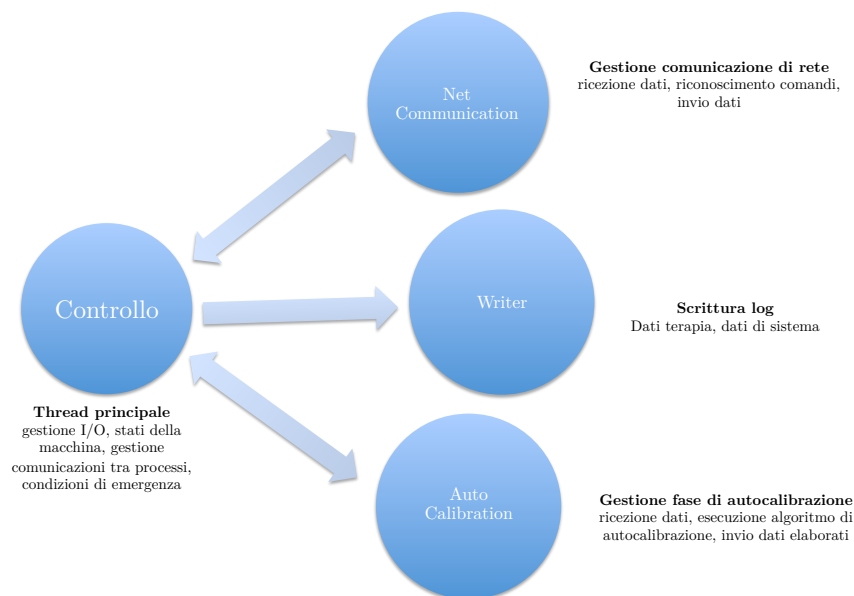 Net
Communication
Gestione comunicazione di rete
ricezione dati, riconoscimento comandi,
invio dati
Controllo
Thread principale
gestione I/O, stati della
macchina, gestione
comunicazioni tra processi,
condizioni di emergenza
Writer
Scrittura log
Dati terapia, dati di sistema
Auto
Calibration
Gestione fase di autocalibrazione
ricezione dati, esecuzione algoritmo di
autocalibrazione, invio dati elaborati